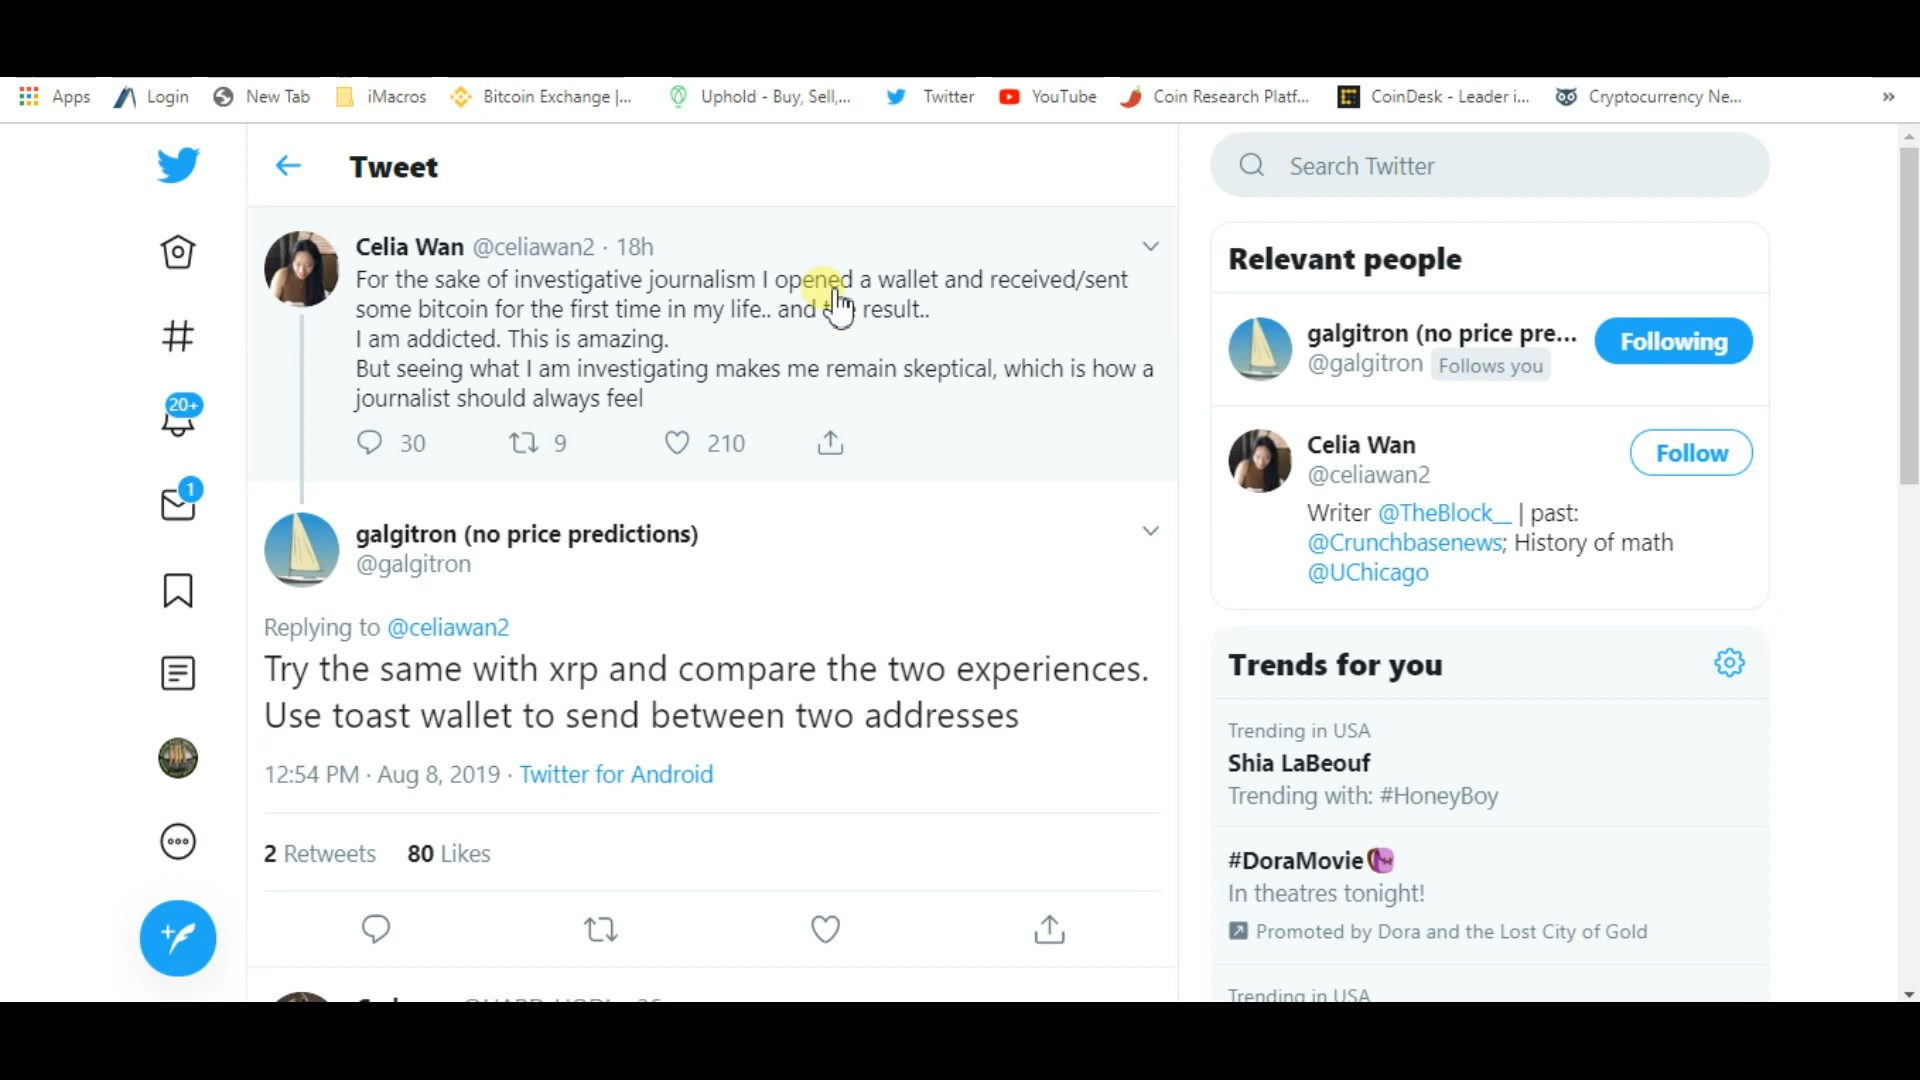 Apps Login New Tab iMacros Bitcoin Exchange |... Uphold - Buy, Sell,... Twitter YouTube Coin Research Platf... CoinDesk - Leader i... Cryptocurrency Ne... »
Tweet
Celia Wan @celiawan2 · 18h
For the sake of investigative journalism I opened a wallet and received/sent
some bitcoin for the first time in my life.. and result..
I am addicted. This is amazing.
But seeing what I am investigating makes me remain skeptical, which is how a
journalist should always feel
30 9 210
galgitron (no price predictions)
@galgitron
Replying to @celiawan2
Try the same with xrp and compare the two experiences.
Use toast wallet to send between two addresses
12:54 PM · Aug 8, 2019 · Twitter for Android
2 Retweets 80 Likes
20+
1
Search Twitter
Relevant people
galgitron (no price pre...
@galgitron Follows you
Following
Celia Wan
@celiawan2
Follow
Writer @TheBlock__ | past:
@Crunchbasenews; History of math
@UChicago
Trends for you
Trending in USA
Shia LaBeouf
Trending with: #HoneyBoy
#DoraMovie
In theatres tonight!
Promoted by Dora and the Lost City of Gold
Trending in USA